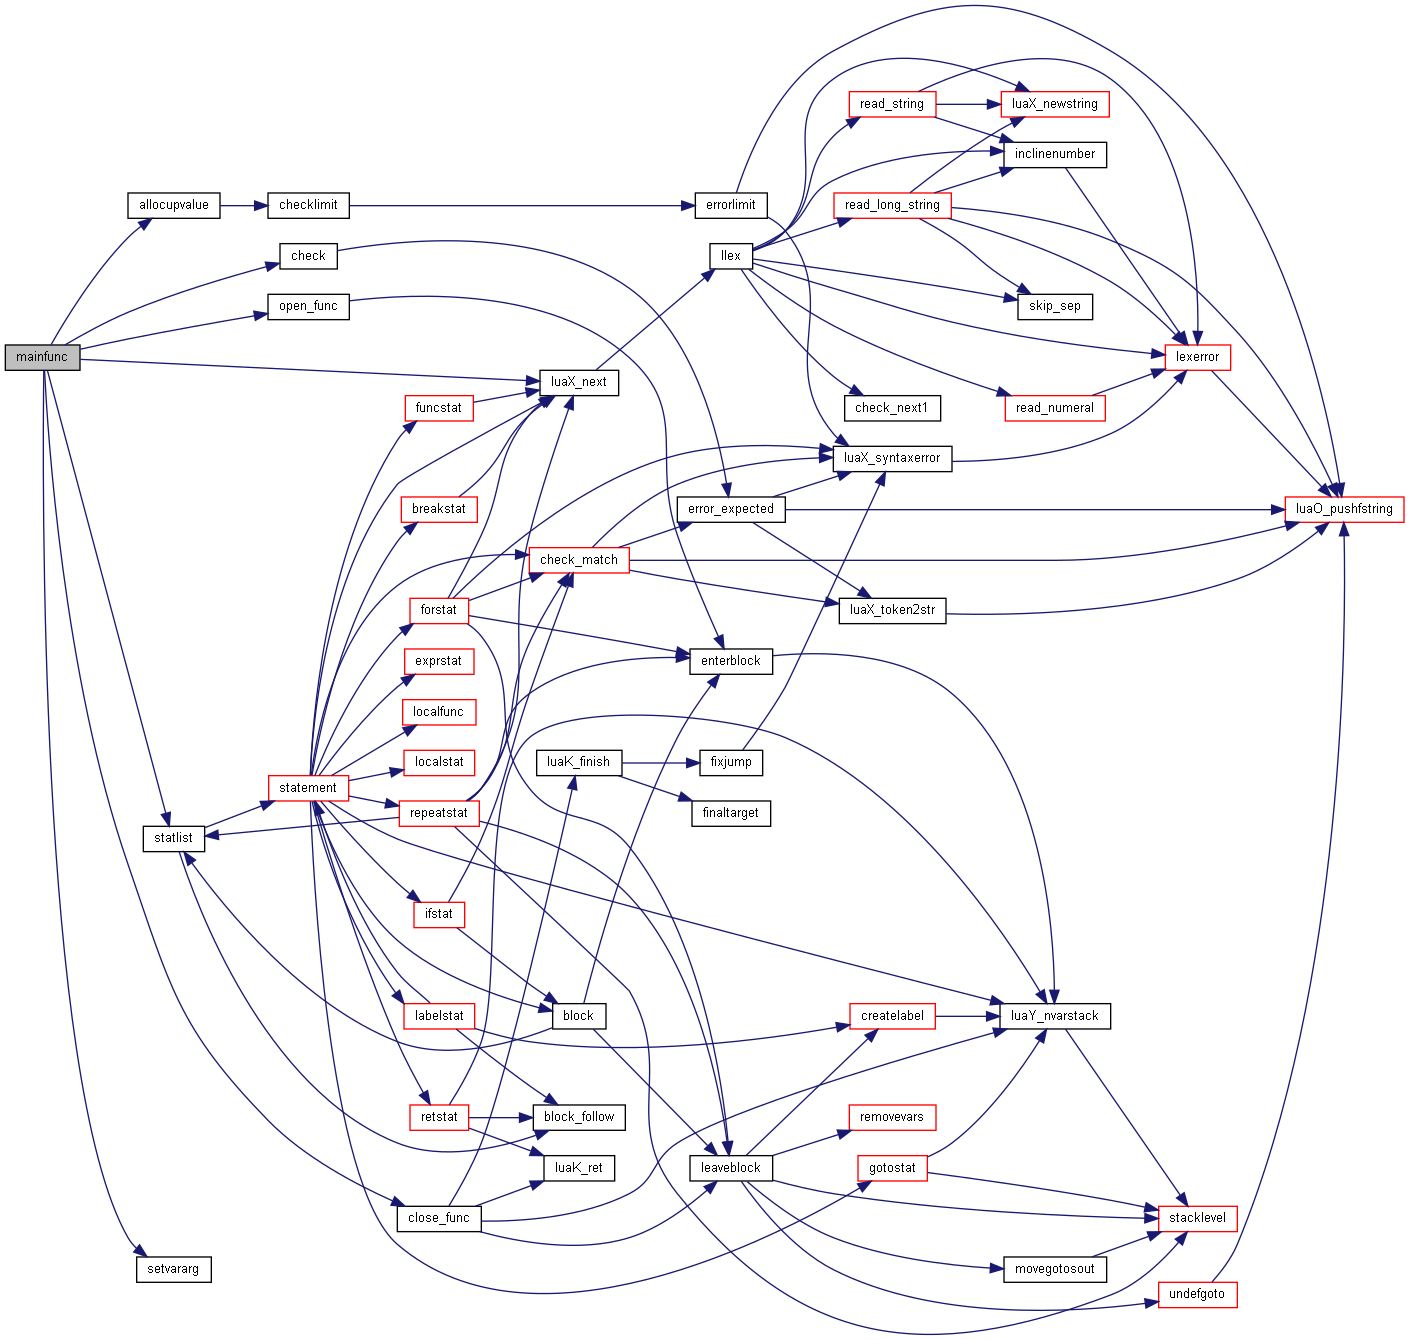 read_string
luaX_newstring
inclinenumber
allocupvalue
checklimit
errorlimit
read_long_string
check
llex
open_func
skip_sep
mainfunc
lexerror
luaX_next
funcstat
check_next1
read_numeral
luaX_syntaxerror
breakstat
error_expected
luaO_pushfstring
check_match
forstat
luaX_token2str
exprstat
enterblock
localfunc
localstat
luaK_finish
fixjump
statement
repeatstat
finaltarget
statlist
ifstat
labelstat
block
createlabel
luaY_nvarstack
retstat
block_follow
removevars
luaK_ret
leaveblock
gotostat
close_func
stacklevel
setvararg
movegotosout
undefgoto